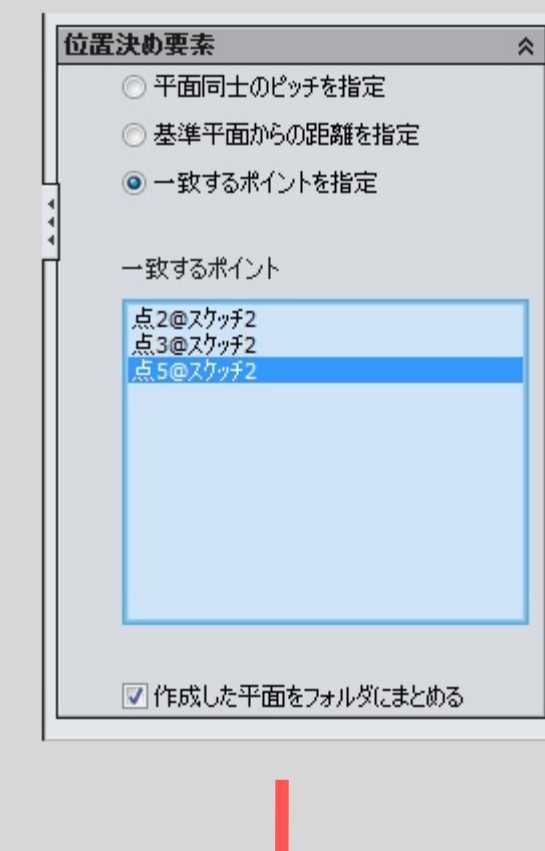 位置決め要素
平面同士のピッチを指定
基準平面からの距離を指定
一致するポイントを指定
一致するポイント
点2@スケッチ2
点3@スケッチ2
点5@スケッチ2
作成した平面をフォルダにまとめる